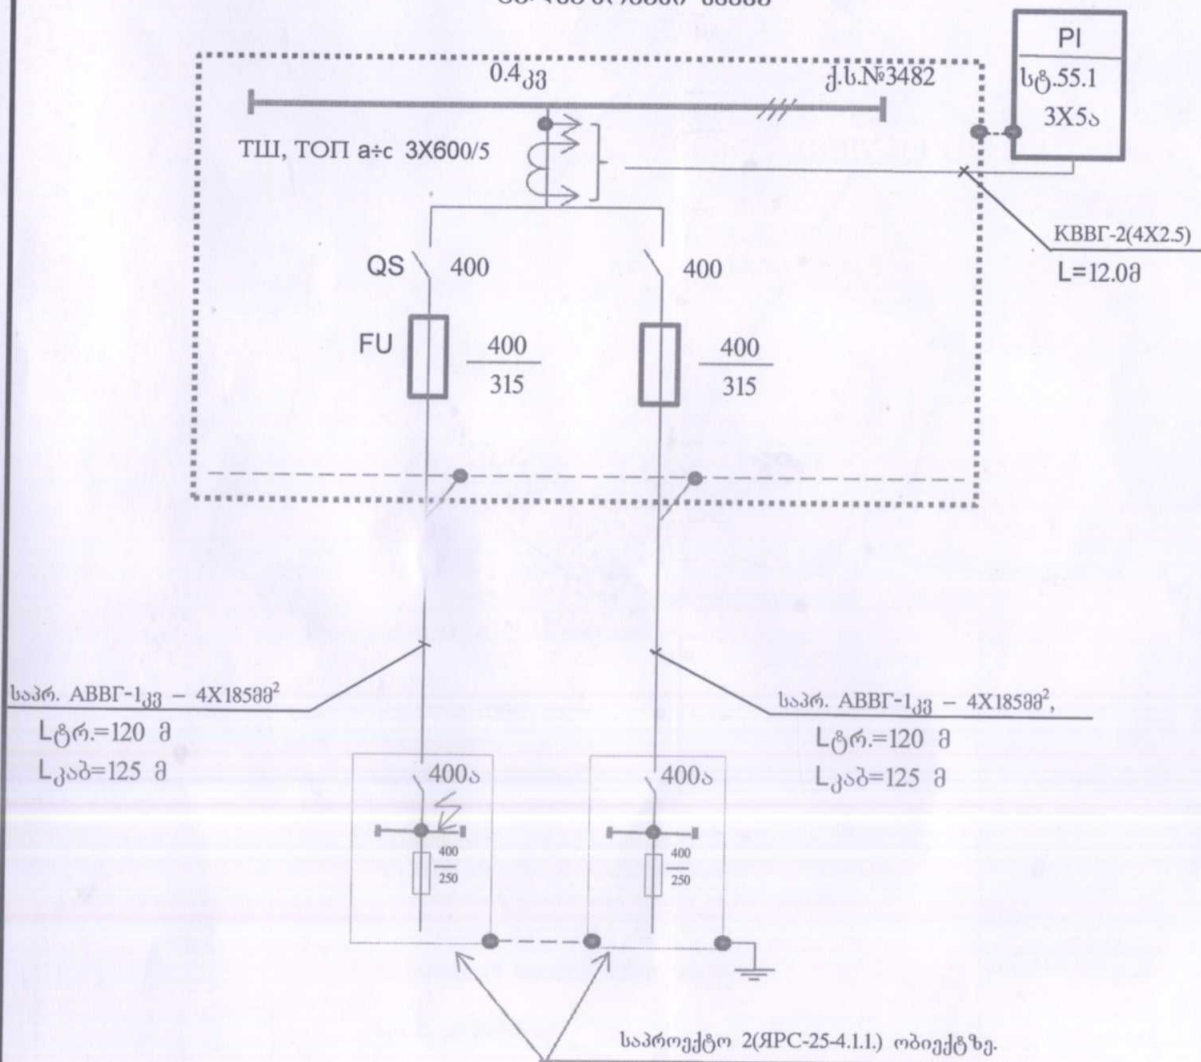 PI
0.4კვ
ქ.ს.№3482
სტ.55.1
3X5ა
ТШ, ТОП a÷c 3X600/5
КВВГ-2(4X2.5)
L=12.0მ
QS 400
400
FU 400
315
400
315
საპრ. АВВГ-1კვ – 4X185მმ²
Lტრ.=120 მ
Lკაბ=125 მ
საპრ. АВВГ-1კვ – 4X185მმ²,
Lტრ.=120 მ
Lკაბ=125 მ
400ა
400ა
400
250
400
250
საპროექტო 2(ЯРС-25-4.1.1.) ობიექტზე.